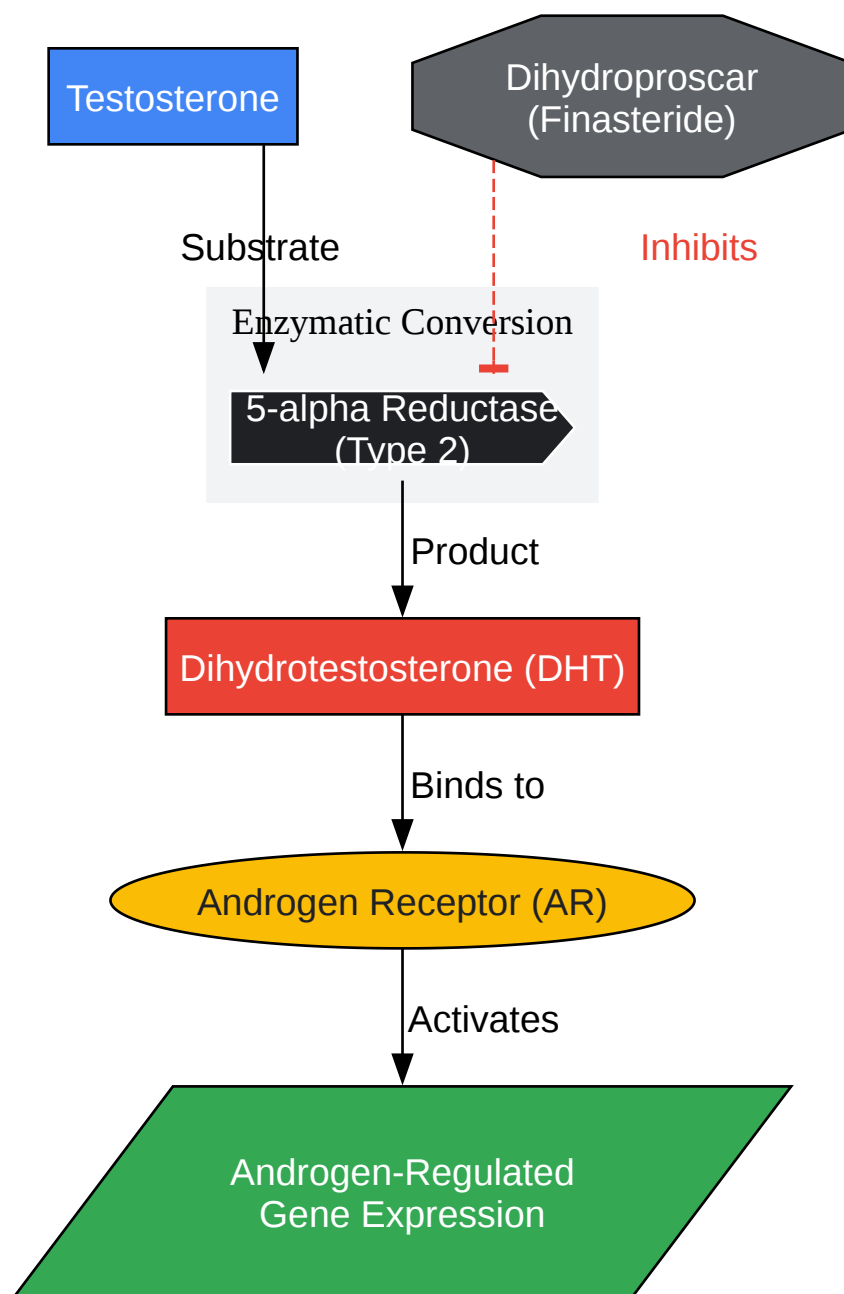 Testosterone
Dihydroproscar
(Finasteride)
Substrate
Inhibits
Enzymatic Conversion
5-alpha Reductase
(Type 2)
Product
Dihydrotestosterone (DHT)
Binds to
Androgen Receptor (AR)
Activates
Androgen-Regulated
Gene Expression